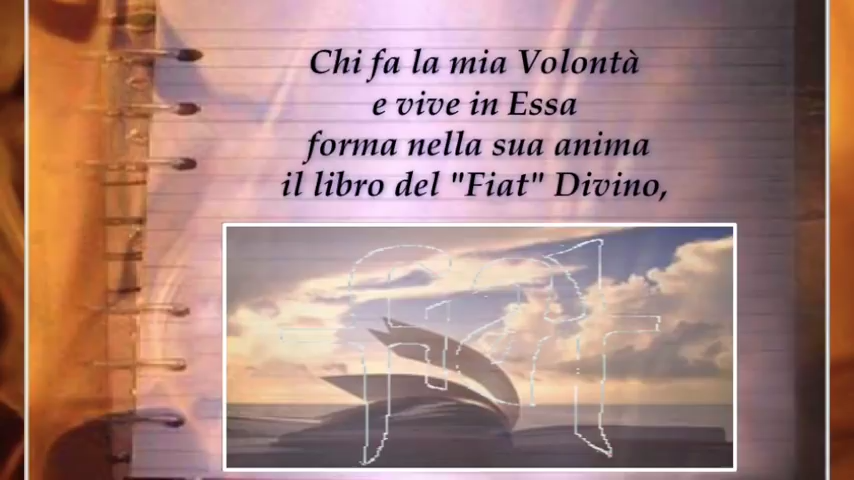 Chi fa la mia Volontà
e vive in Essa
forma nella sua anima
il libro del "Fiat" Divino,
fiat